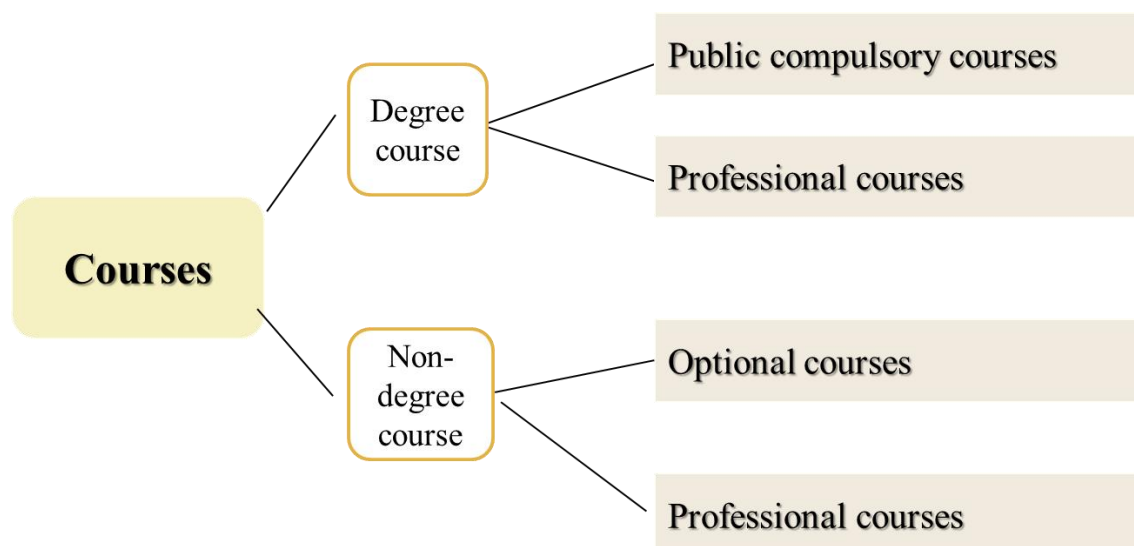 Courses
Degree
course
Public compulsory courses
Professional courses
Non-
degree
course
Optional courses
Professional courses